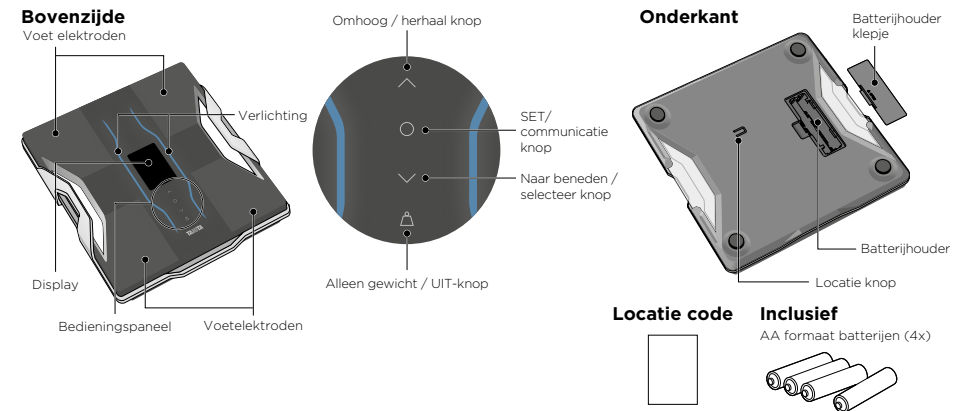 Bovenzijde
Voet elektroden
Verlichting
Display
Bedieningspaneel
Voetelektroden
TANITA
Omhoog / herhaal knop
SET/
communicatie
knop
Naar beneden /
selecteer knop
Alleen gewicht / UIT-knop
Onderkant
Batterijhouder
klepje
Batterijhouder
Locatie knop
Locatie code
Inclusief
AA formaat batterijen (4x)